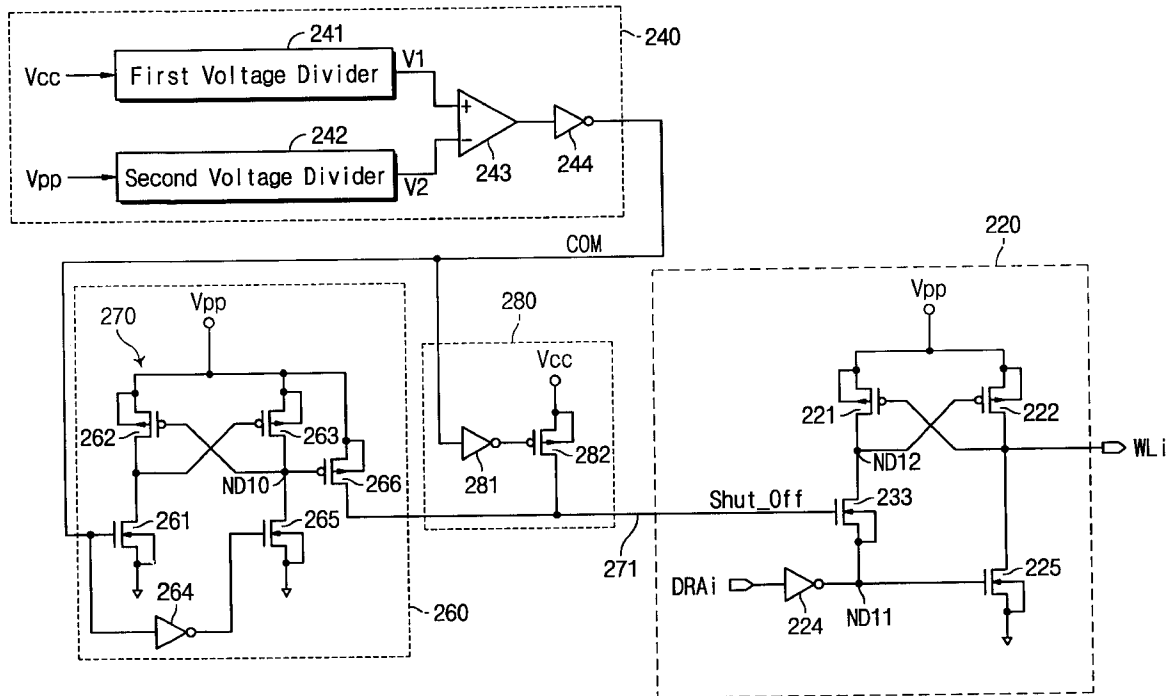 240
241
Vcc
First Voltage Divider
V1
+
−
243
244
242
Vpp
Second Voltage Divider
V2
COM
220
270
Vpp
280
Vcc
Vpp
262
263
266
ND10
281
282
221
222
ND12
WLi
261
265
Shut_Off
233
271
264
DRAi
224
ND11
225
260